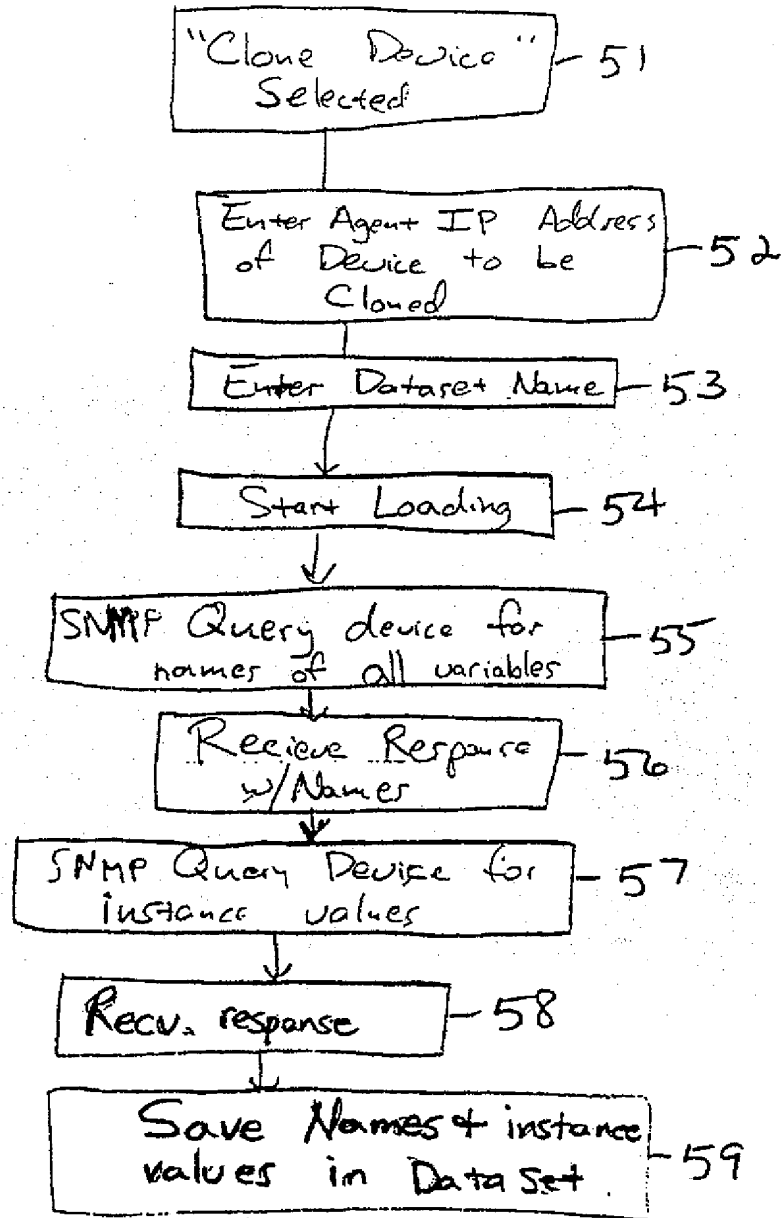 "Clone Device" 51
Selected
Enter Agent IP Address
of Device to be 52
Cloned
Enter Dataset Name 53
Start Loading 54
SNMP Query device for
names of all variables 55
Recieve Response
w/Names 56
SNMP Query Device for
instance values 57
Recv. response 58
Save Names & instance
values in Data Set. 59